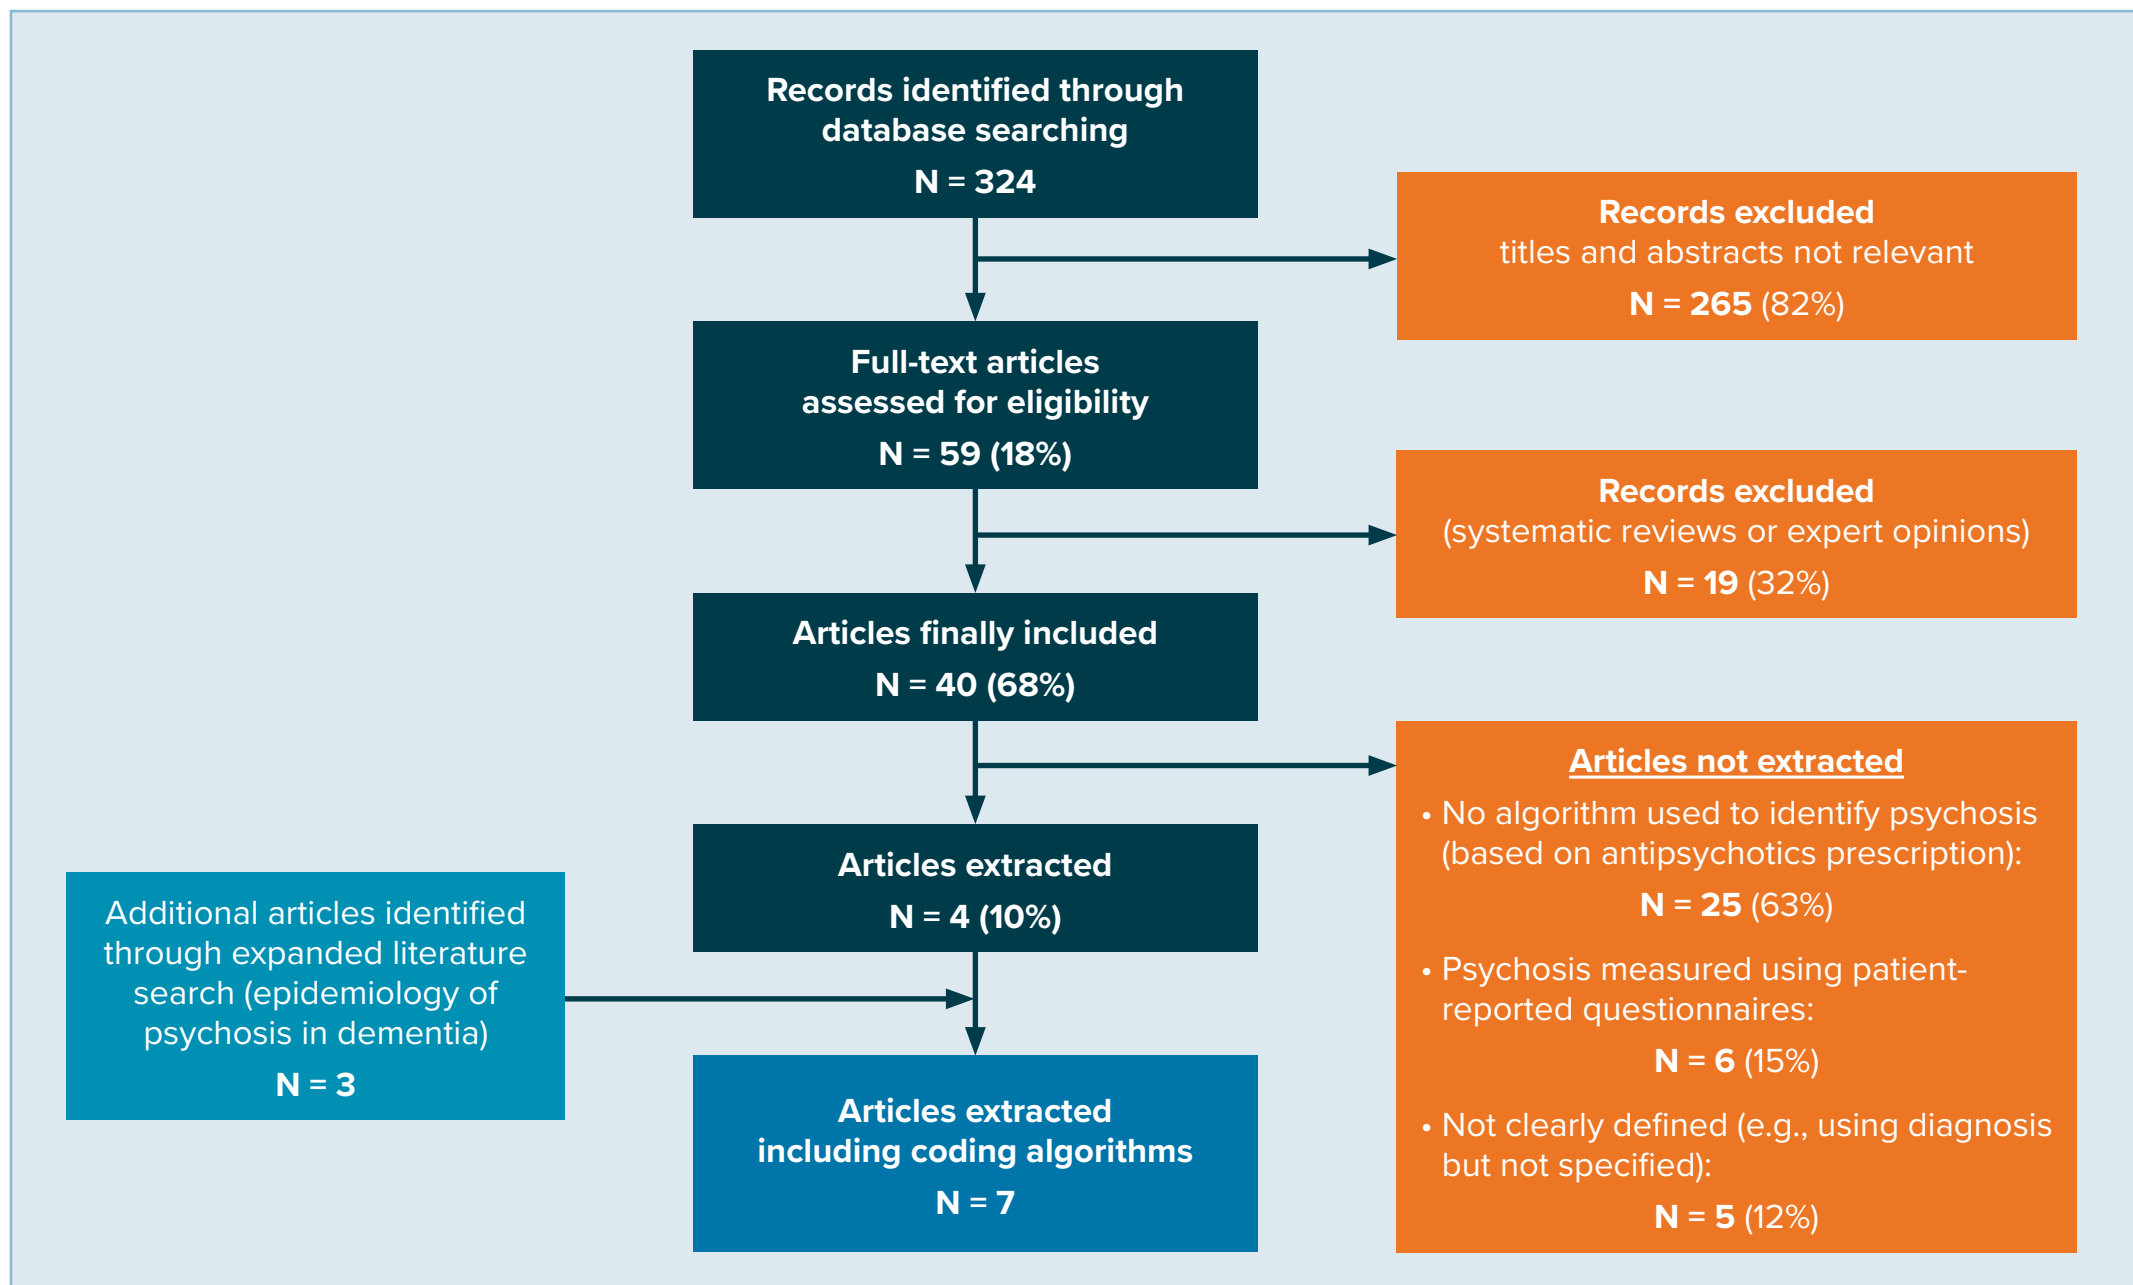 Records identified through
database searching
N = 324
Records excluded
titles and abstracts not relevant
N = 265 (82%)
Full-text articles
assessed for eligibility
N = 59 (18%)
Records excluded
(systematic reviews or expert opinions)
N = 19 (32%)
Articles finally included
N = 40 (68%)
Articles not extracted
• No algorithm used to identify psychosis
(based on antipsychotics prescription):
N = 25 (63%)
• Psychosis measured using patient-
reported questionnaires:
N = 6 (15%)
• Not clearly defined (e.g., using diagnosis
but not specified):
N = 5 (12%)
Articles extracted
N = 4 (10%)
Additional articles identified
through expanded literature
search (epidemiology of
psychosis in dementia)
N = 3
Articles extracted
including coding algorithms
N = 7